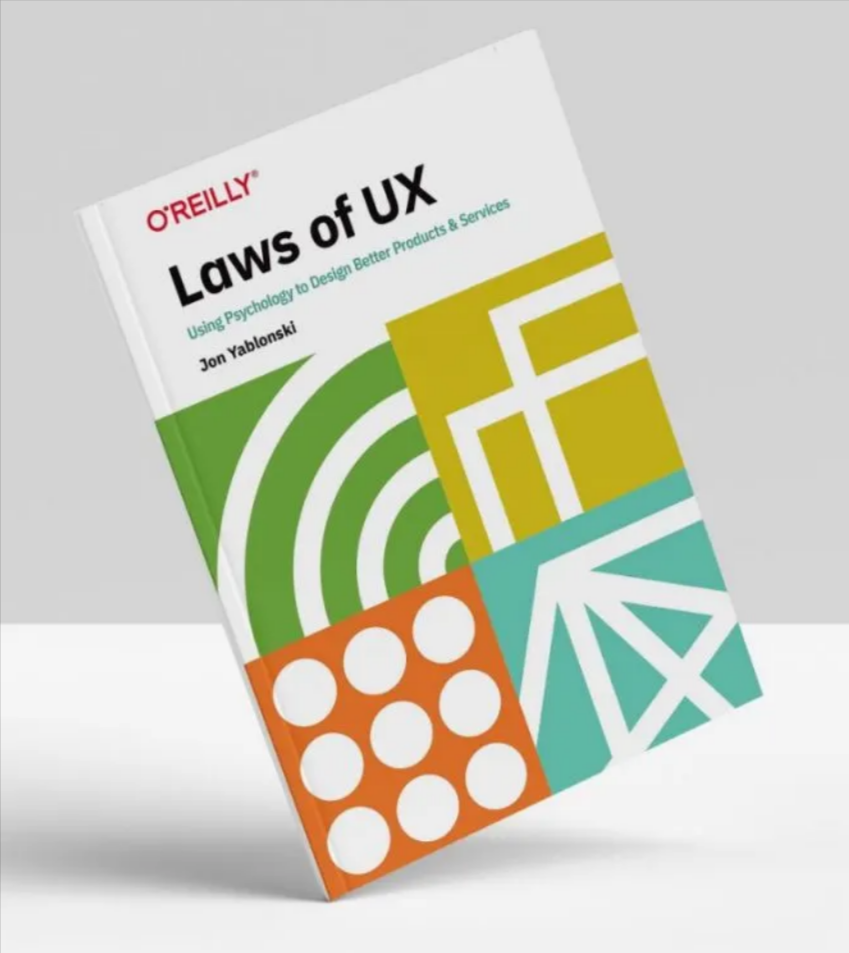 O'REILLY®
Laws of UX
Using Psychology to Design Better Products & Services
Jon Yablonski